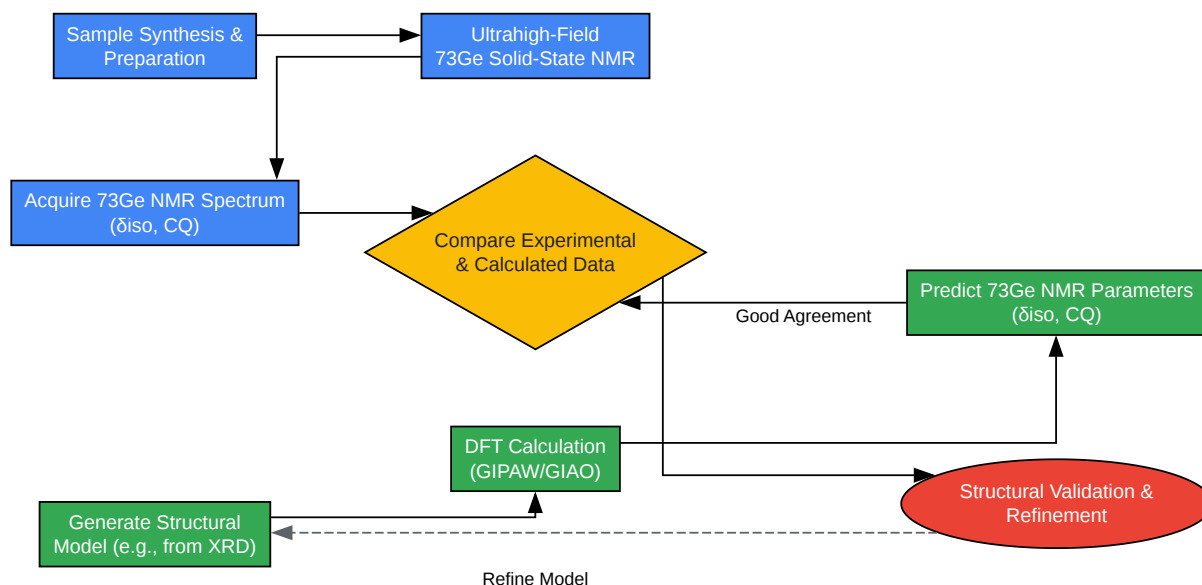 Sample Synthesis &
Preparation
Ultrahigh-Field
73Ge Solid-State NMR
Acquire 73Ge NMR Spectrum
(δiso, CQ)
Compare Experimental
& Calculated Data
Predict 73Ge NMR Parameters
(δiso, CQ)
Good Agreement
DFT Calculation
(GIPAW/GIAO)
Structural Validation &
Refinement
Generate Structural
Model (e.g., from XRD)
Refine Model